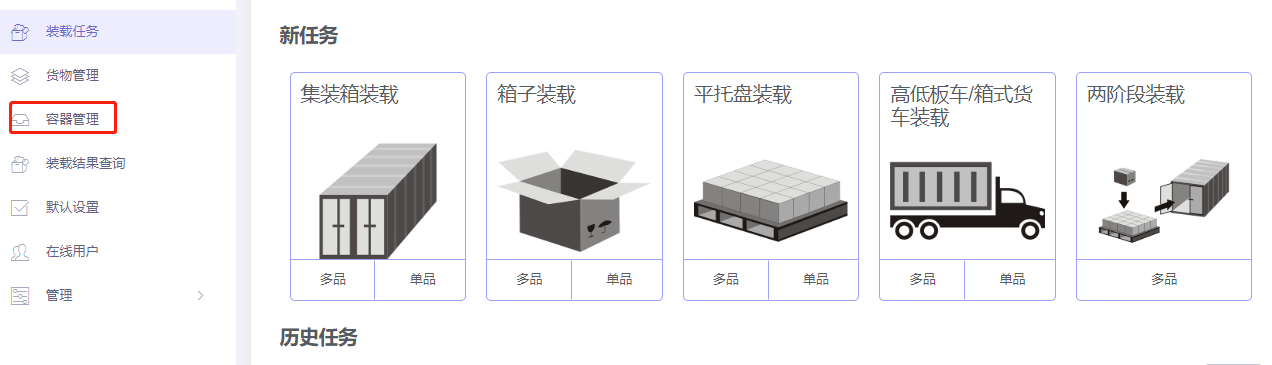 装载任务
货物管理
容器管理
装载结果查询
默认设置
在线用户
管理
新任务
集装箱装载
多品 单品
箱子装载
多品 单品
平托盘装载
多品 单品
高低板车/箱式货
车装载
多品 单品
两阶段装载
多品
历史任务